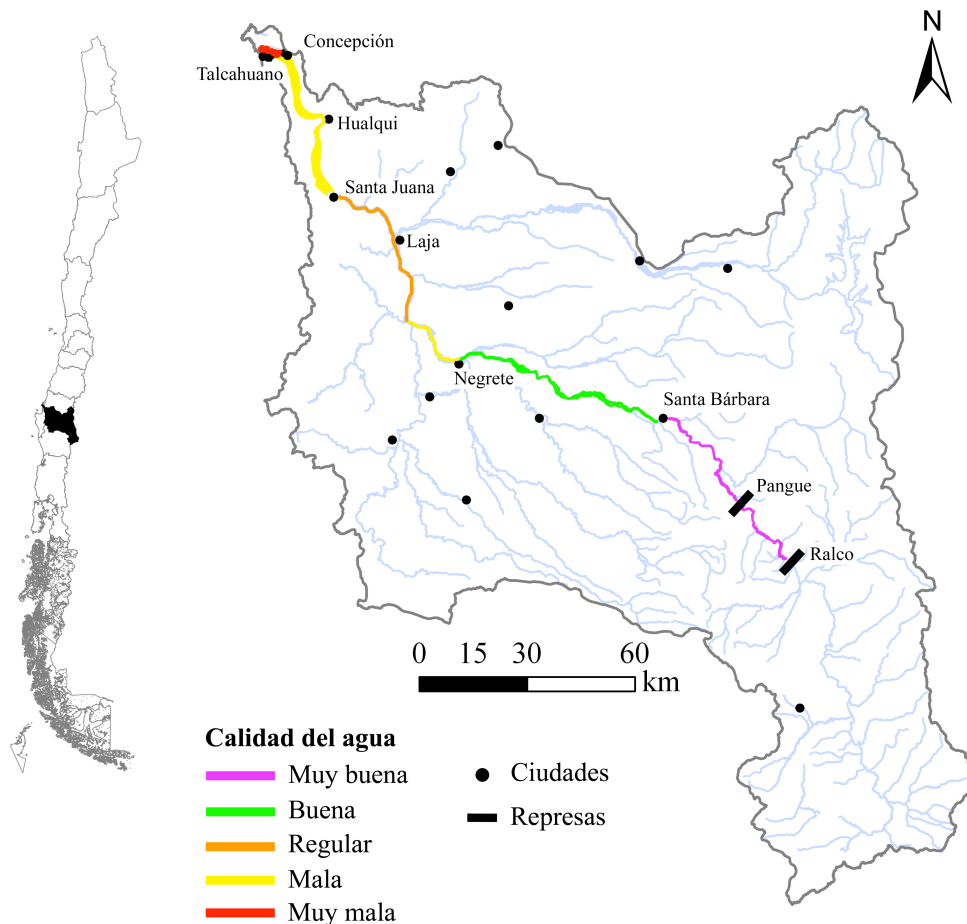 N
Concepción
Talcahuano
Hualqui
Santa Juana
Laja
Negrete
Santa Bárbara
Pangue
Ralco
0 15 30 60
km
Calidad del agua
Muy buena
Buena
Regular
Mala
Muy mala
Ciudades
Represas